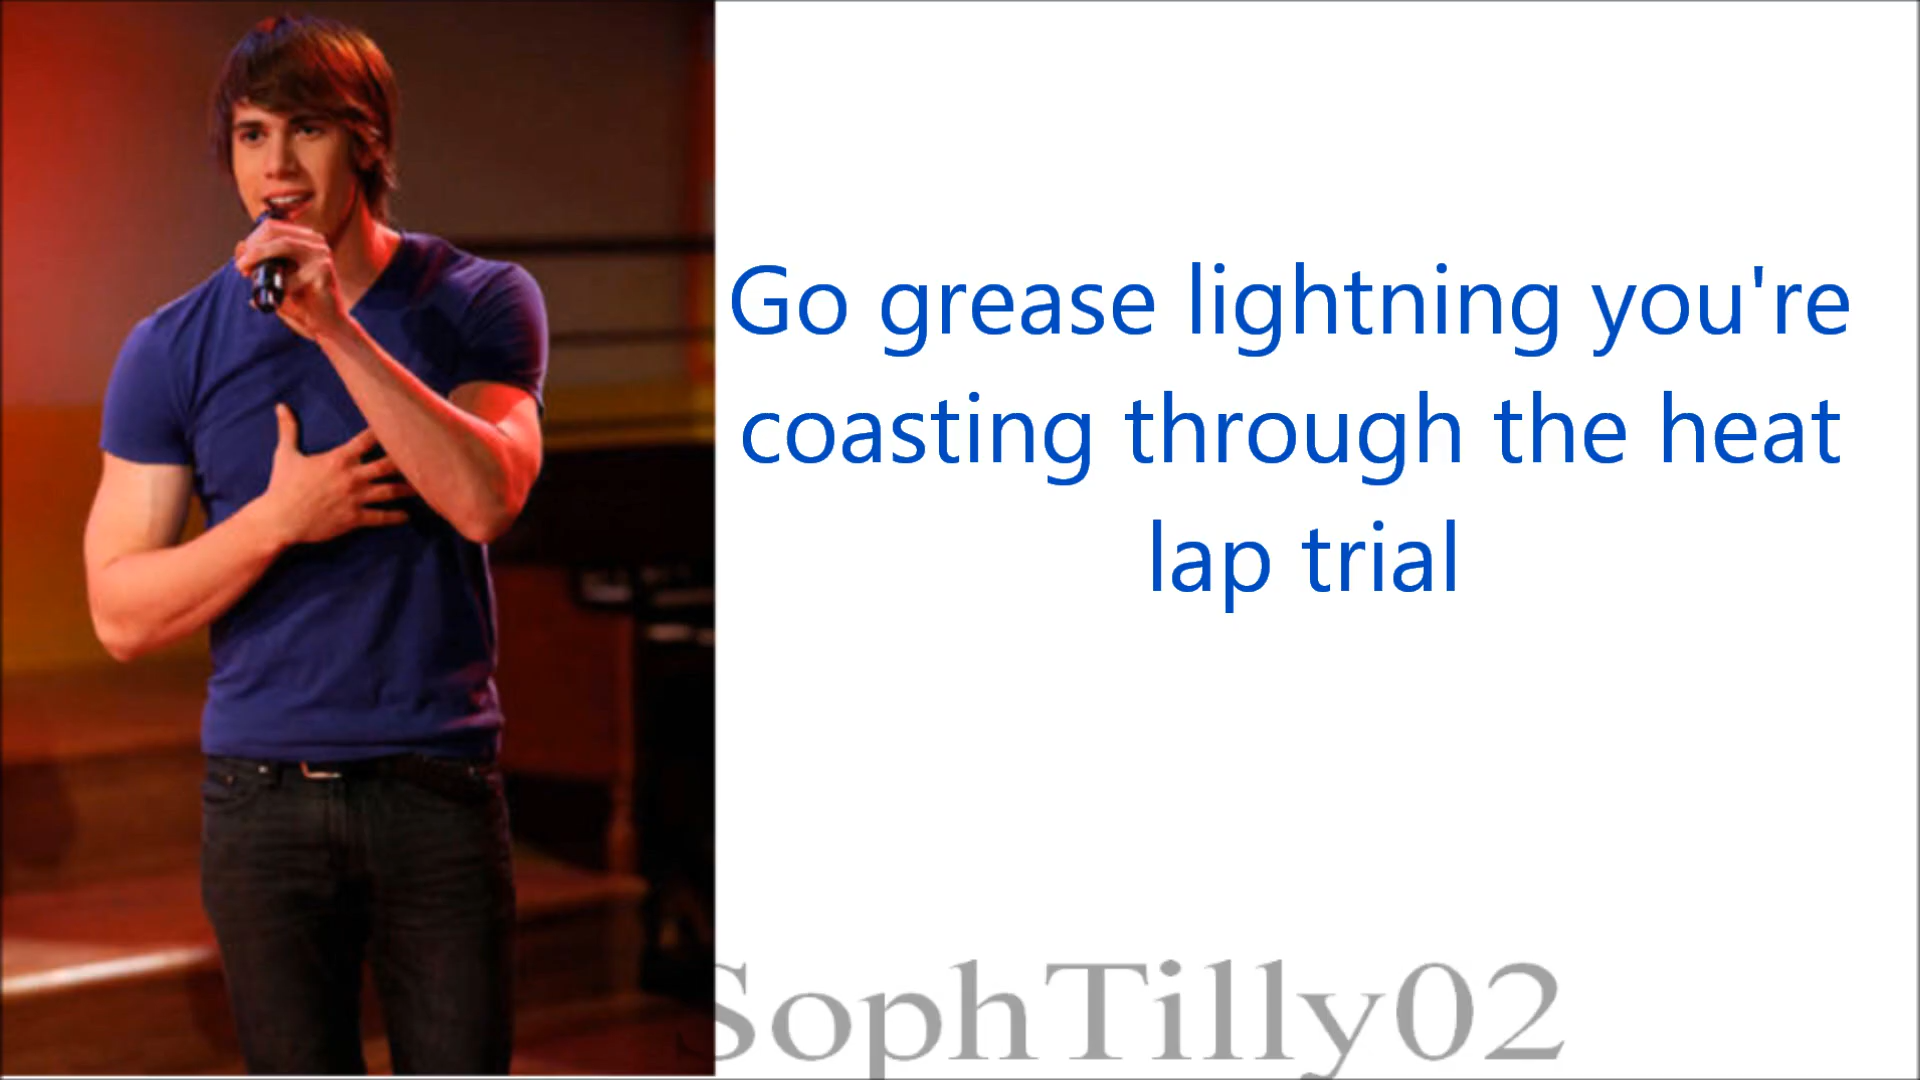 Go grease lightning you're
coasting through the heat
lap trial
SophTilly02